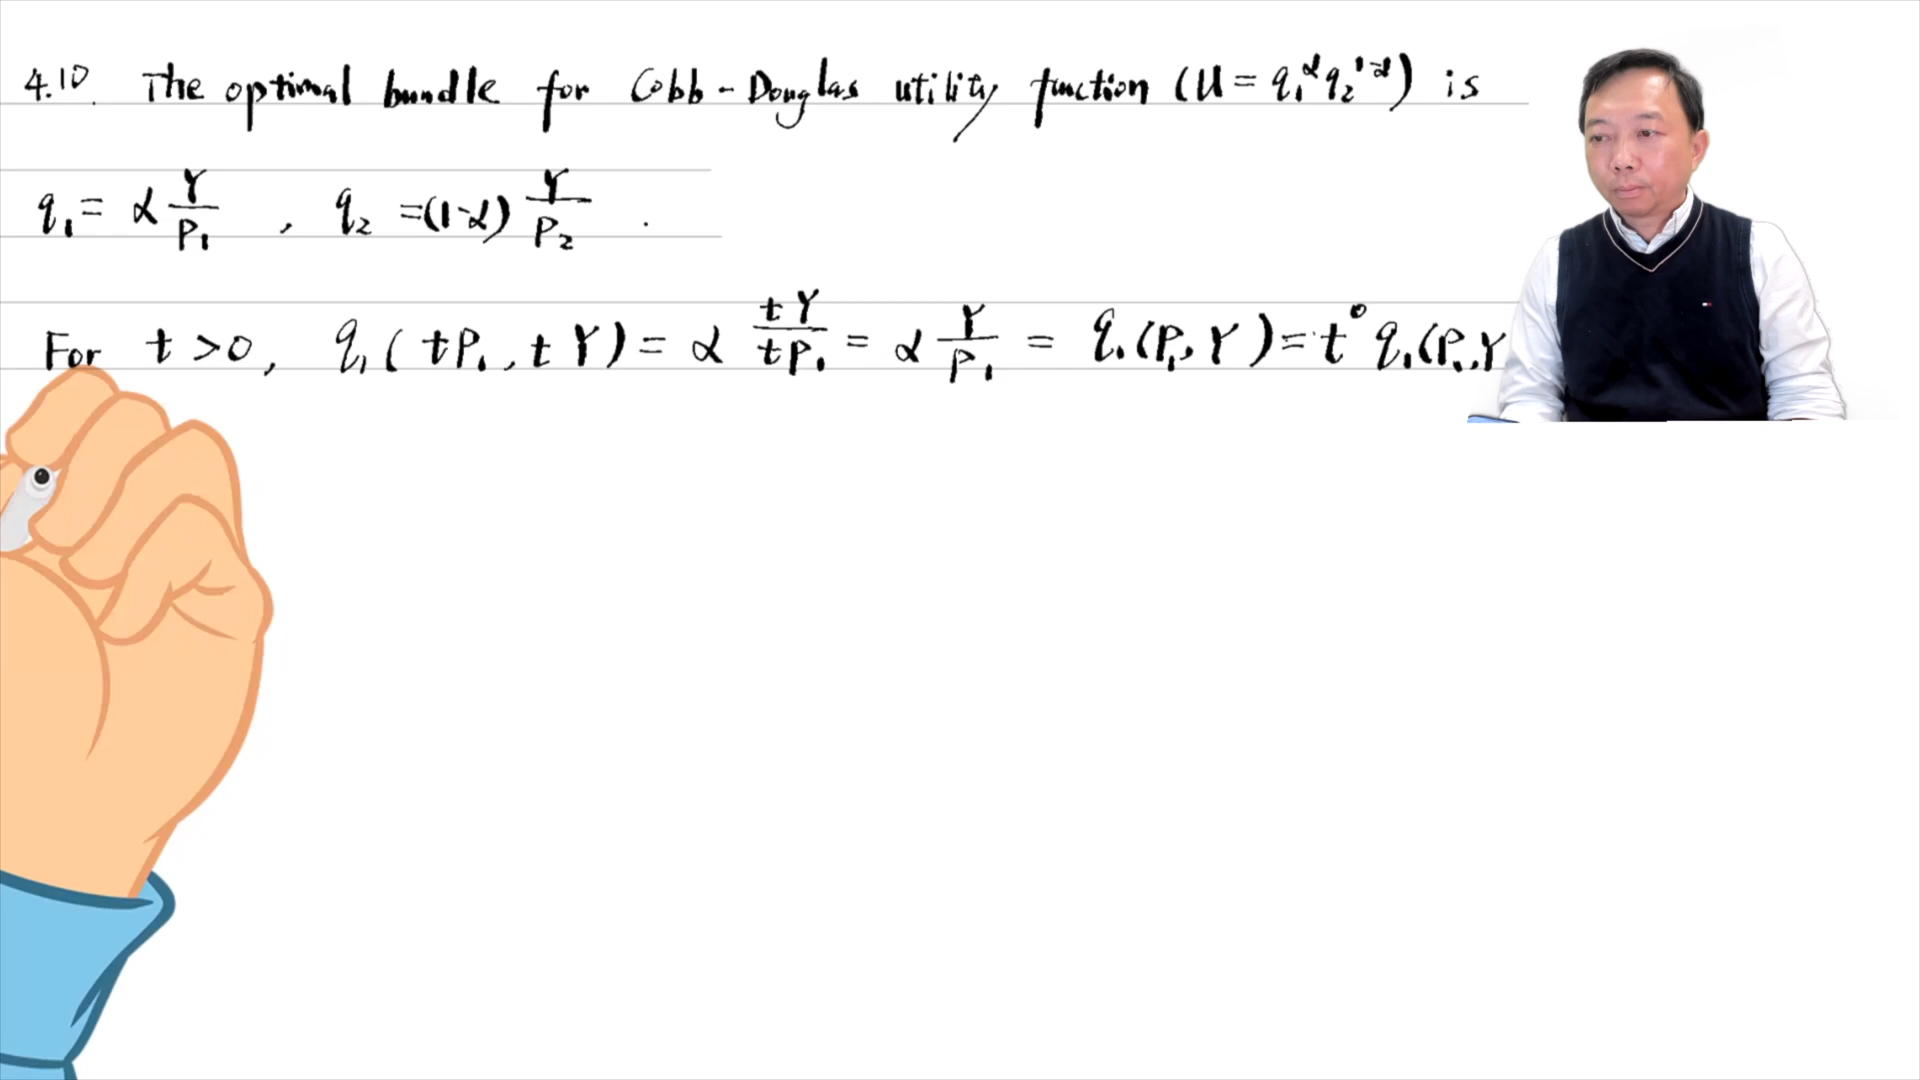 4.10. The optimal bundle for Cobb-Douglas utility function (U = q₁^α q₂^1-α) is
q₁ = α Y/P₁ , q₂ = (1-α) Y/P₂ .
For t > 0, q₁(tP₁, tY) = α tY/tP₁ = α Y/P₁ = q₁(P₁, Y) = t⁰ q₁(P₁, Y